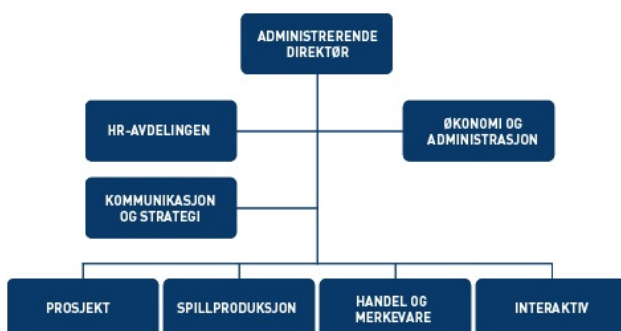 ADMINISTRERENDE
DIREKTØR
HR-AVDELINGEN
ØKONOMI OG
ADMINISTRASJON
KOMMUNIKASJON
OG STRATEGI
PROSJEKT
SPILLPRODUKSJON
HANDEL OG
MERKEVARE
INTERAKTIV